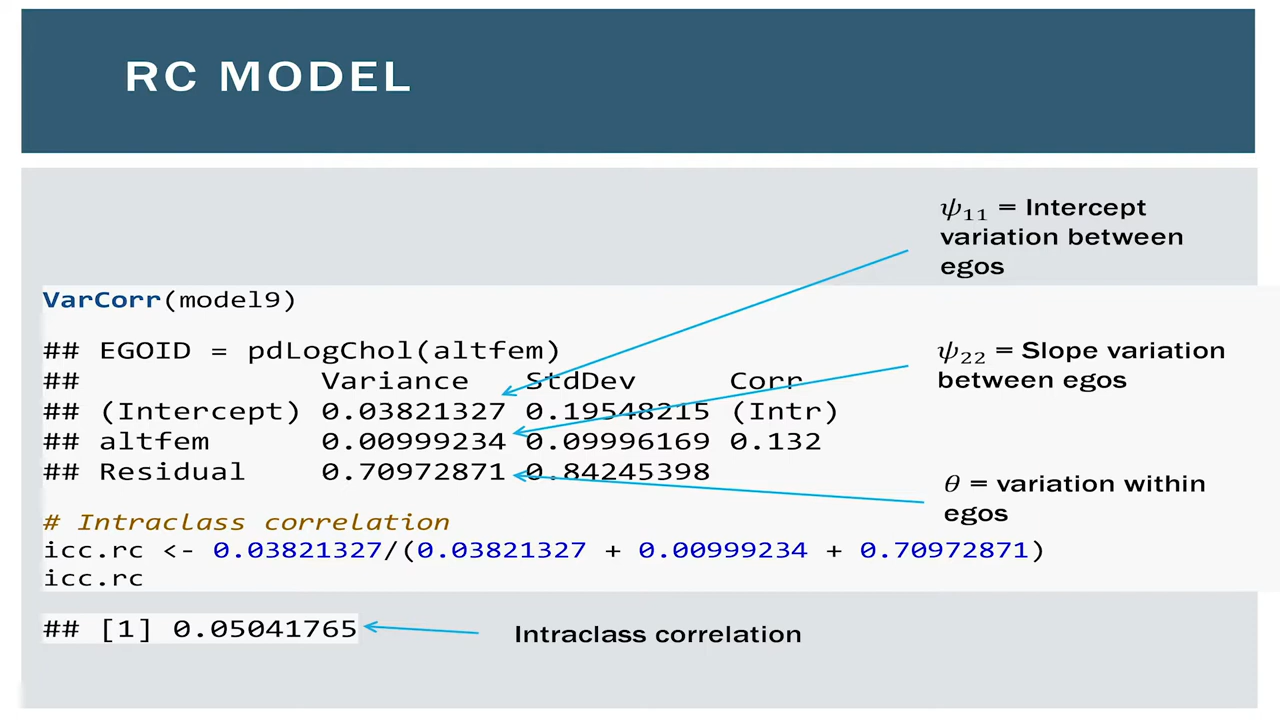 RC MODEL
ψ11 = Intercept
variation between
egos
VarCorr(model9)
## EGOID = pdLogChol(altfem)
## Variance StdDev Corr
## (Intercept) 0.03821327 0.19548215 (Intr)
## altfem 0.00999234 0.09996169 0.132
## Residual 0.70972871 0.84245398
ψ22 = Slope variation
between egos
θ = variation within
egos
# Intraclass correlation
icc.rc <- 0.03821327/(0.03821327 + 0.00999234 + 0.70972871)
icc.rc
## [1] 0.05041765
Intraclass correlation